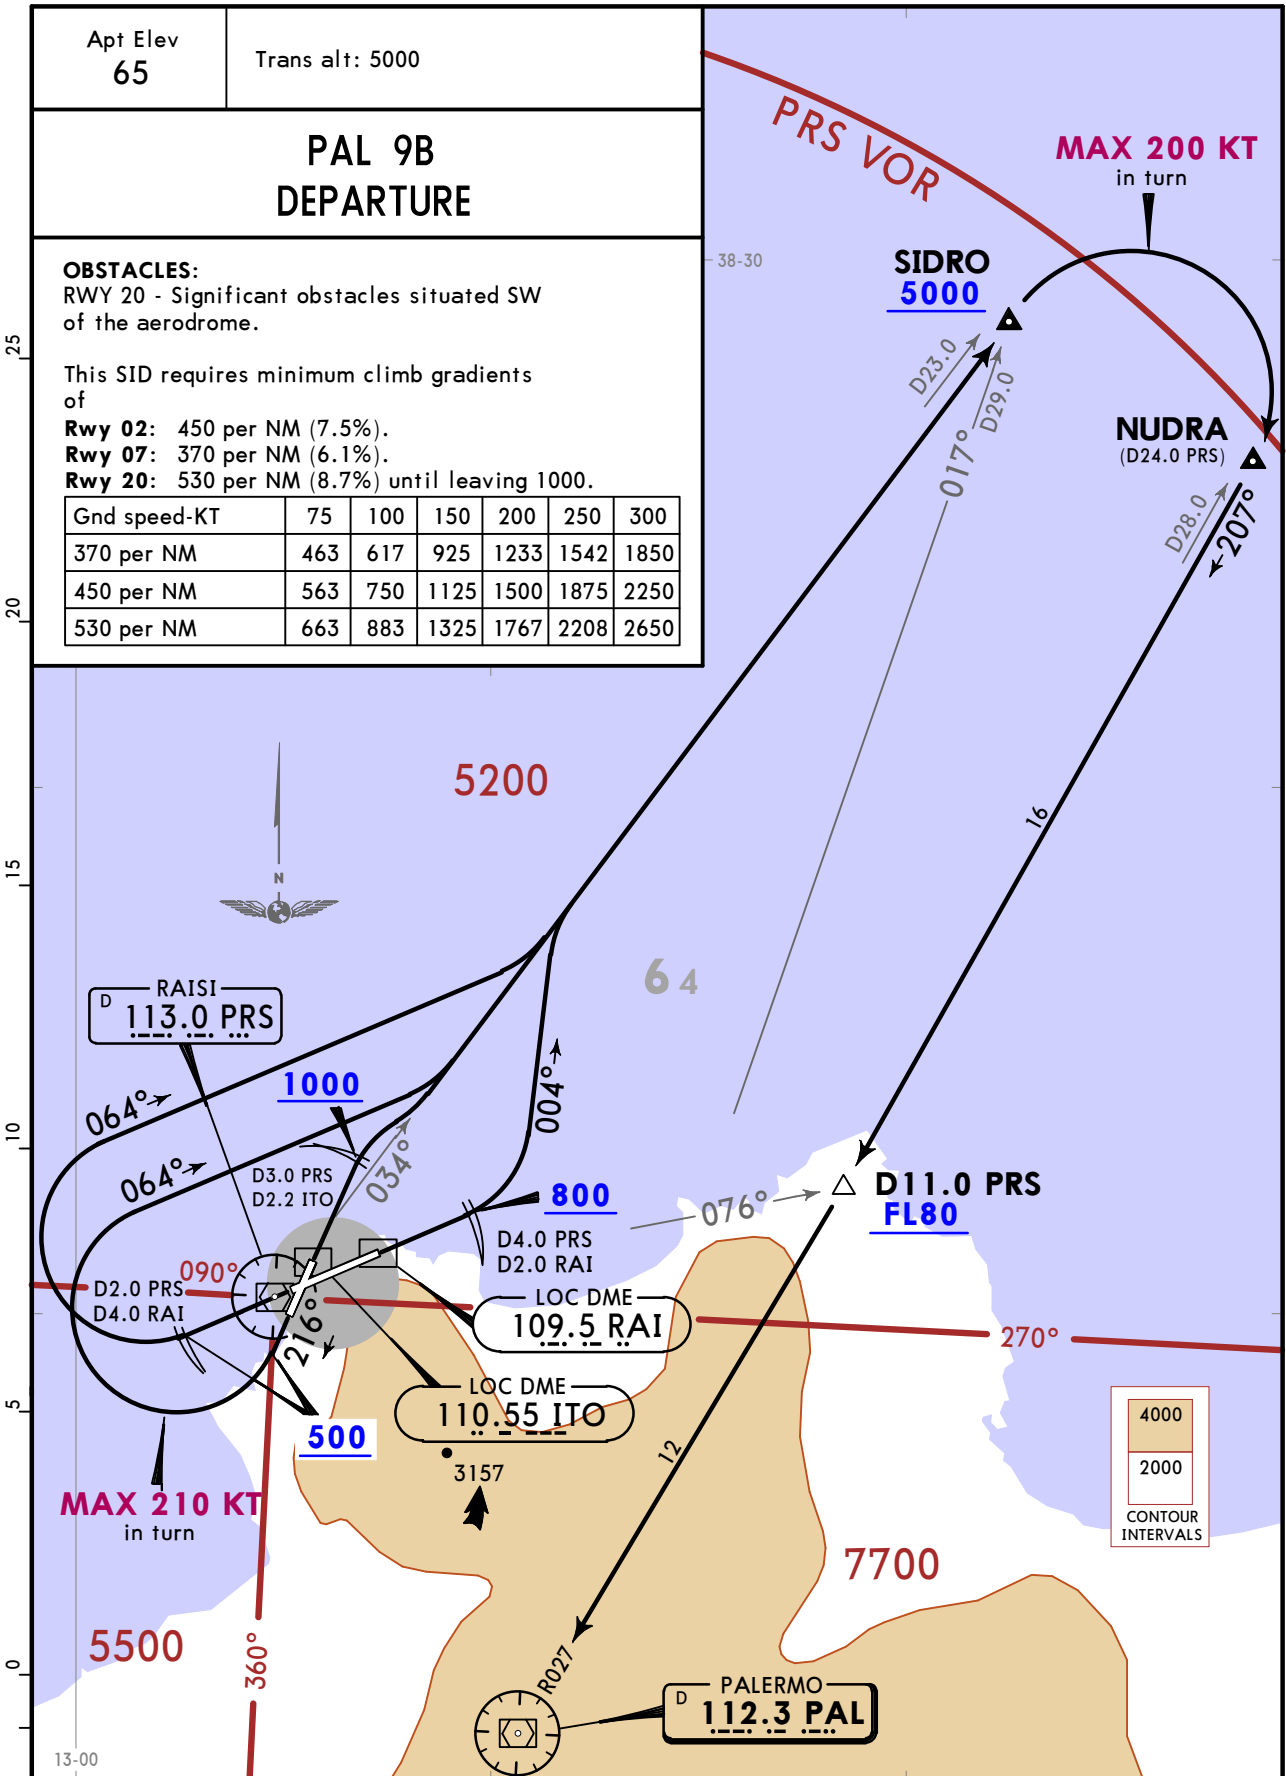 Apt Elev
65
Trans alt: 5000
PAL 9B
DEPARTURE
OBSTACLES:
RWY 20 - Significant obstacles situated SW
of the aerodrome.
This SID requires minimum climb gradients
of
Rwy 02: 450 per NM (7.5%).
Rwy 07: 370 per NM (6.1%).
Rwy 20: 530 per NM (8.7%) until leaving 1000.
Gnd speed-KT 75 100 150 200 250 300
370 per NM 463 617 925 1233 1542 1850
450 per NM 563 750 1125 1500 1875 2250
530 per NM 663 883 1325 1767 2208 2650
PRS VOR
MAX 200 KT
in turn
38-30
SIDRO
5000
D23.0
D29.0
017°
NUDRA
(D24.0 PRS)
D28.0
207°
25
20
15
10
5
0
5200
16
N
64
RAISI
D 113.0 PRS
1000
064°
064°
D3.0 PRS
D2.2 ITO
034°
004°
800
D4.0 PRS
D2.0 RAI
076°
D11.0 PRS
FL80
090°
D2.0 PRS
D4.0 RAI
216°
LOC DME
109.5 RAI
270°
LOC DME
110.55 ITO
500
3157
12
MAX 210 KT
in turn
4000
2000
CONTOUR
INTERVALS
7700
5500
360°
R027
PALERMO
D 112.3 PAL
13-00